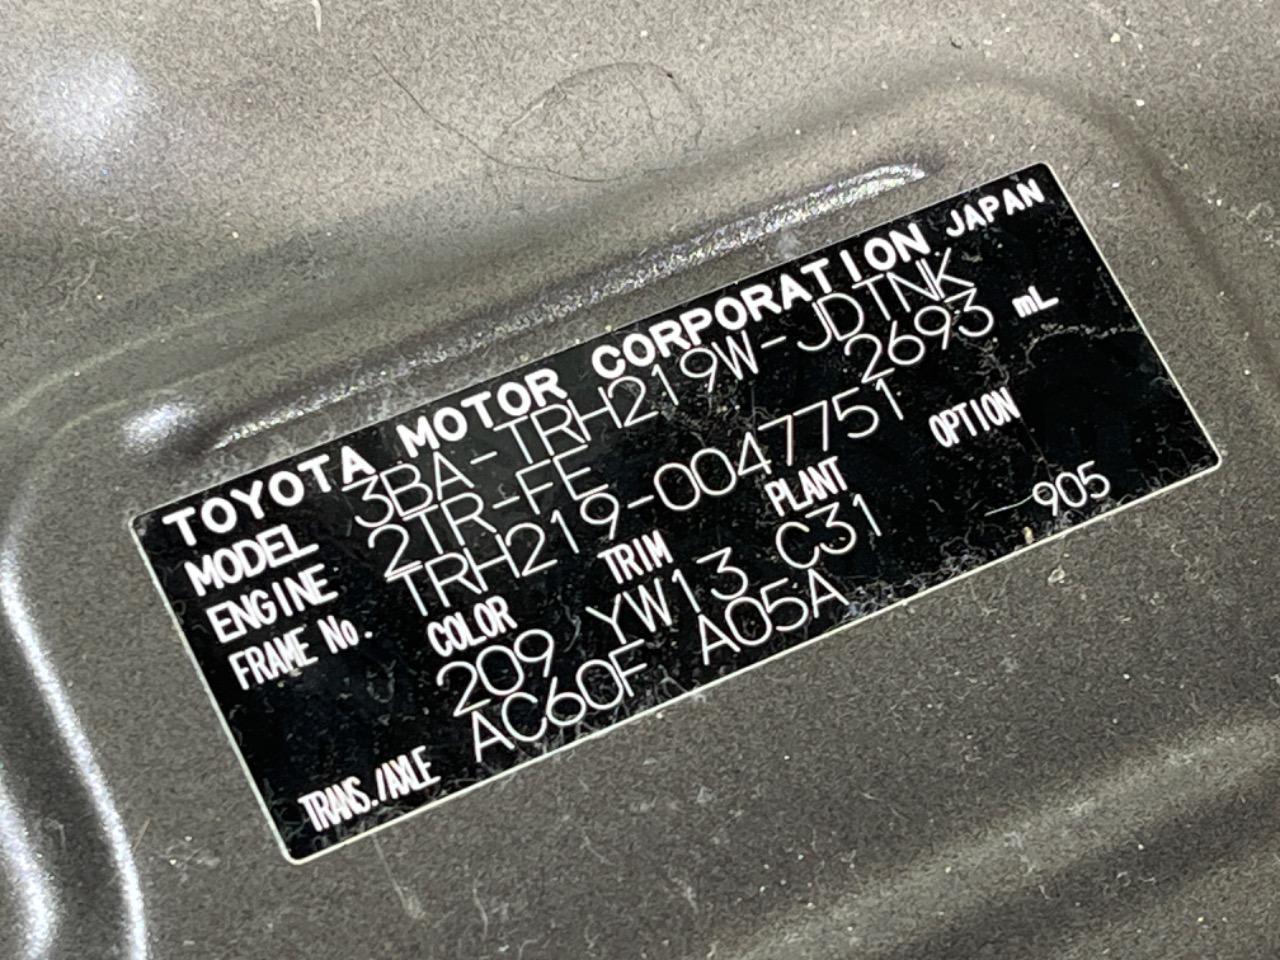 TOYOTA MOTOR CORPORATION JAPAN
MODEL 3BA-TRH219W-JDTNK
ENGINE 2TR-FE 2693 mL
FRAME No. TRH219-0047751
COLOR TRIM PLANT OPTION
209 YW13 C31 -905
TRANS./AXLE AC60F A05A